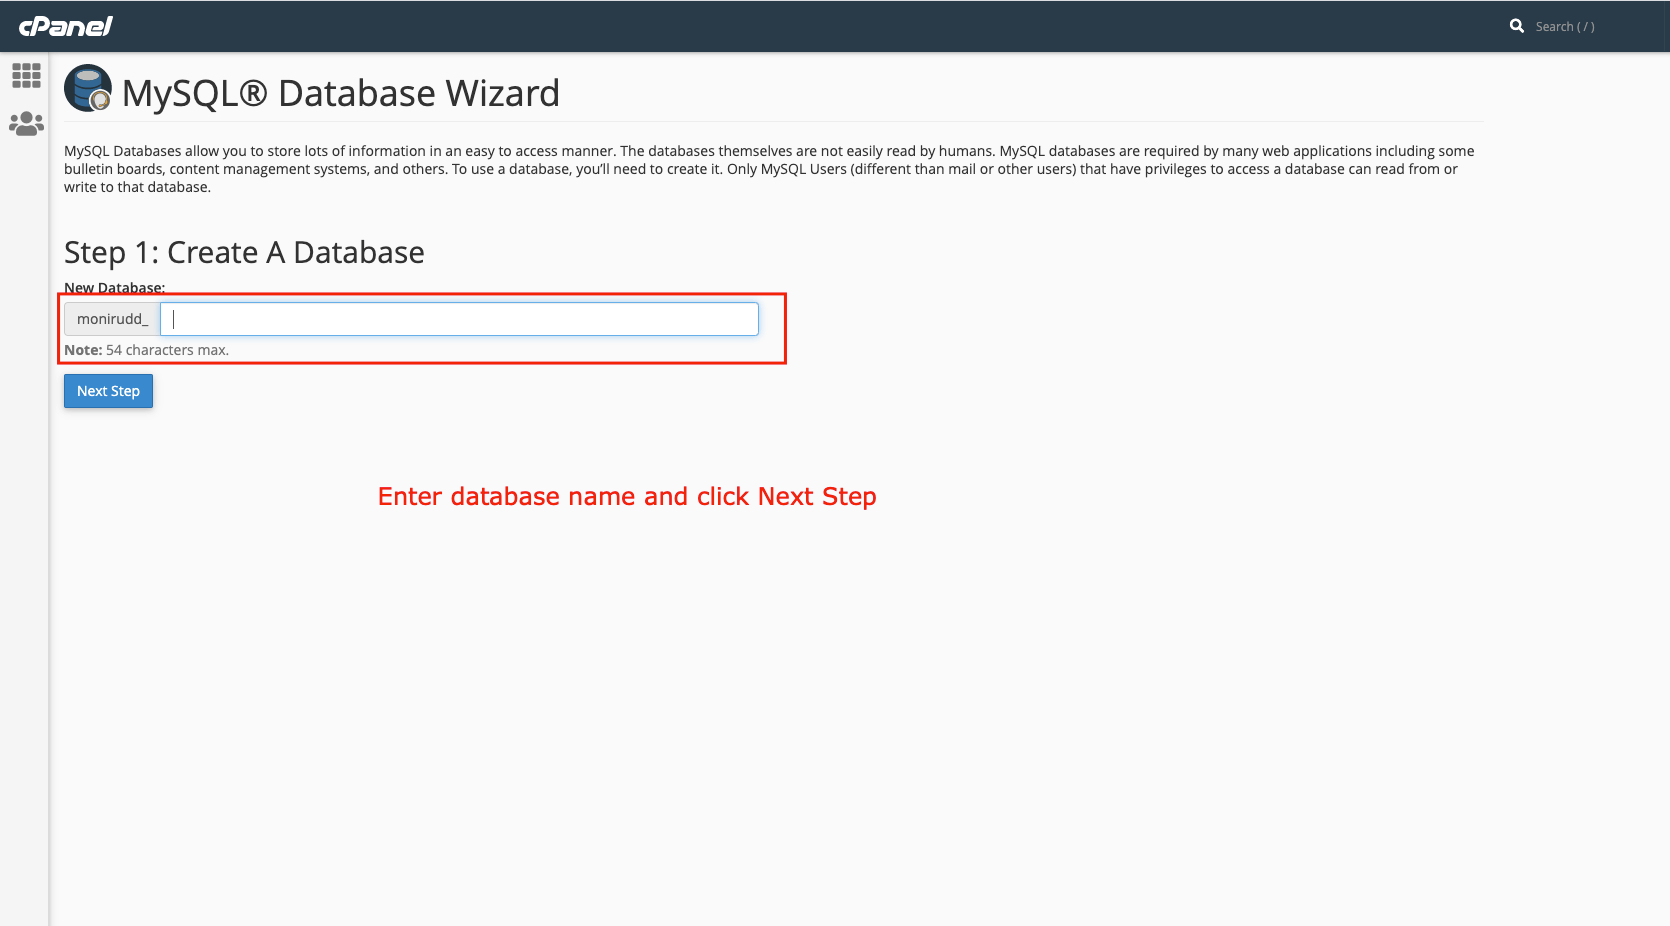 cPanel
Search ( / )
MySQL® Database Wizard
MySQL Databases allow you to store lots of information in an easy to access manner. The databases themselves are not easily read by humans. MySQL databases are required by many web applications including some
bulletin boards, content management systems, and others. To use a database, you’ll need to create it. Only MySQL Users (different than mail or other users) that have privileges to access a database can read from or
write to that database.
Step 1: Create A Database
New Database:
monirudd_
Note: 54 characters max.
Next Step
Enter database name and click Next Step